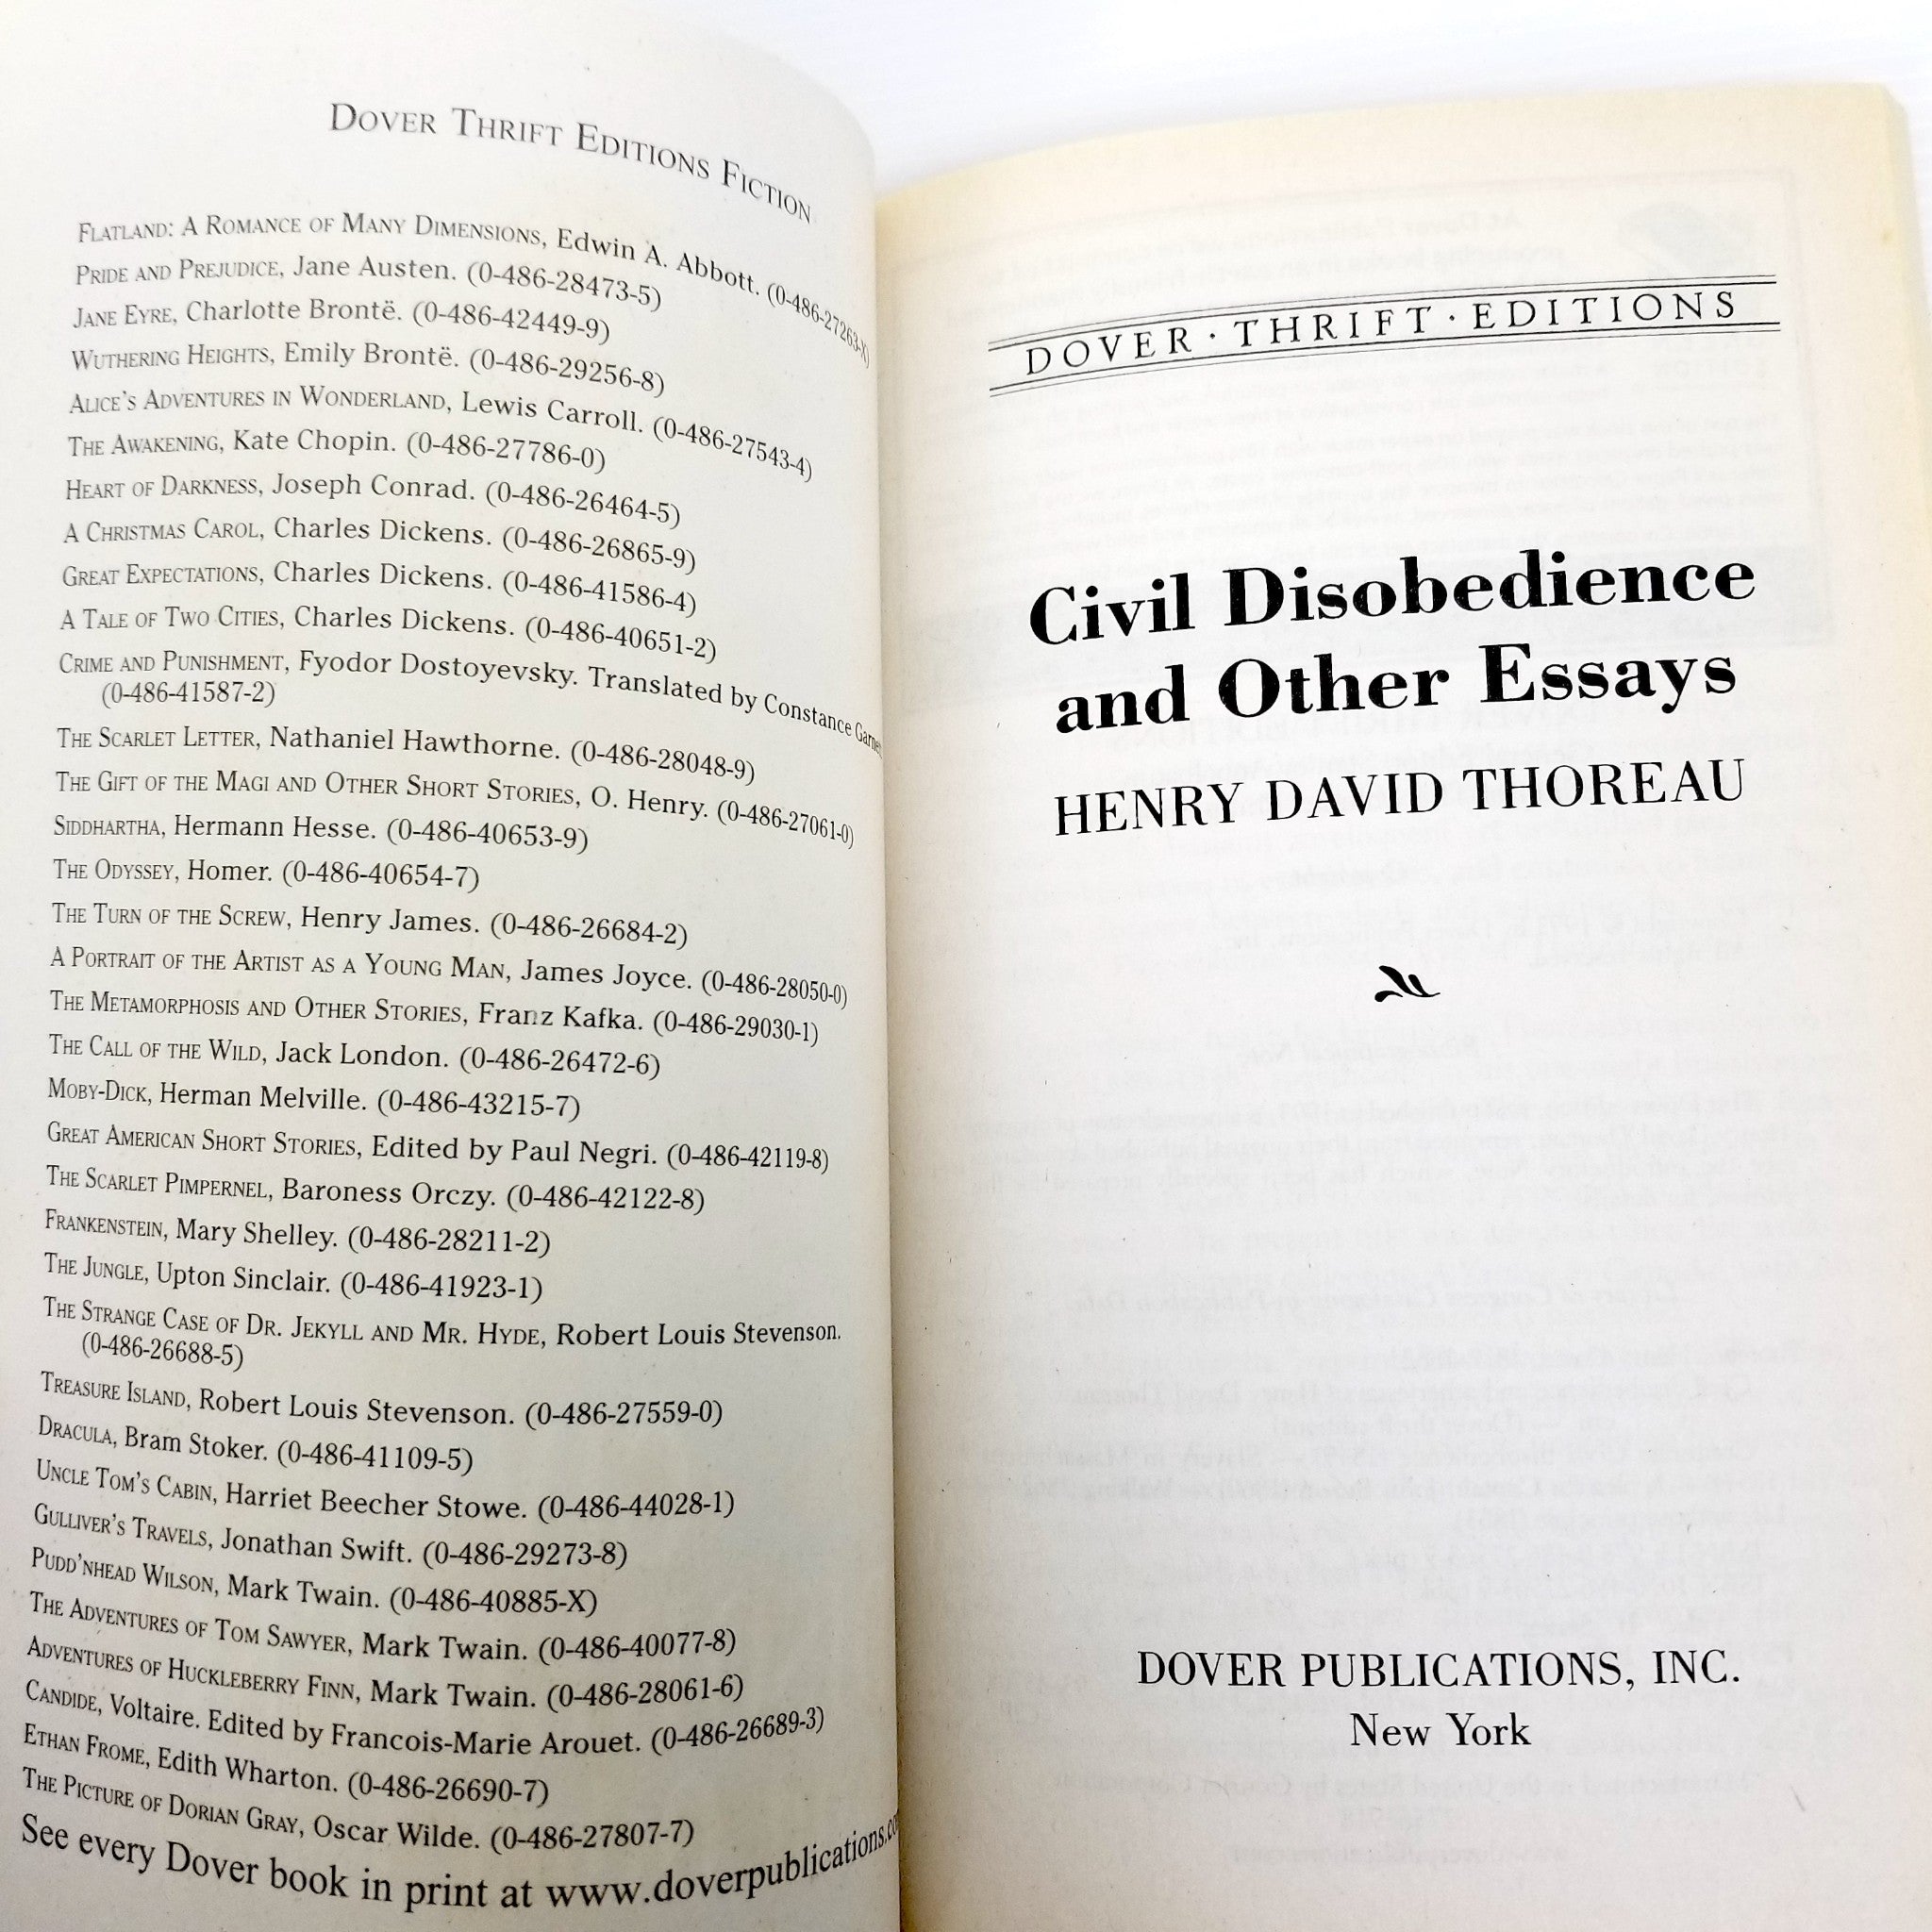 DOVER THRIFT EDITIONS FICTION
FLATLAND: A ROMANCE OF MANY DIMENSIONS, Edwin A. Abbott. (0-486-27263-X)
PRIDE AND PREJUDICE, Jane Austen. (0-486-28473-5)
JANE EYRE, Charlotte Brontë. (0-486-42449-9)
WUTHERING HEIGHTS, Emily Brontë. (0-486-29256-8)
ALICE'S ADVENTURES IN WONDERLAND, Lewis Carroll. (0-486-27543-4)
THE AWAKENING, Kate Chopin. (0-486-27786-0)
HEART OF DARKNESS, Joseph Conrad. (0-486-26464-5)
A CHRISTMAS CAROL, Charles Dickens. (0-486-26865-9)
GREAT EXPECTATIONS, Charles Dickens. (0-486-41586-4)
A TALE OF TWO CITIES, Charles Dickens. (0-486-40651-2)
CRIME AND PUNISHMENT, Fyodor Dostoyevsky. Translated by Constance
(0-486-41587-2)
THE SCARLET LETTER, Nathaniel Hawthorne. (0-486-28048-9)
THE GIFT OF THE MAGI AND OTHER SHORT STORIES, O. Henry. (0-486-27061-0)
SIDDHARTHA, Hermann Hesse. (0-486-40653-9)
THE ODYSSEY, Homer. (0-486-40654-7)
THE TURN OF THE SCREW, Henry James. (0-486-26684-2)
A PORTRAIT OF THE ARTIST AS A YOUNG MAN, James Joyce. (0-486-28050-0)
THE METAMORPHOSIS AND OTHER STORIES, Franz Kafka. (0-486-29030-1)
THE CALL OF THE WILD, Jack London. (0-486-26472-6)
MOBY-DICK, Herman Melville. (0-486-43215-7)
GREAT AMERICAN SHORT STORIES, Edited by Paul Negri. (0-486-42119-8)
THE SCARLET PIMPERNEL, Baroness Orczy. (0-486-42122-8)
FRANKENSTEIN, Mary Shelley. (0-486-28211-2)
THE JUNGLE, Upton Sinclair. (0-486-41923-1)
THE STRANGE CASE OF DR. JEKYLL AND MR. HYDE, Robert Louis Stevenson.
(0-486-26688-5)
TREASURE ISLAND, Robert Louis Stevenson. (0-486-27559-0)
DRACULA, Bram Stoker. (0-486-41109-5)
UNCLE TOM'S CABIN, Harriet Beecher Stowe. (0-486-44028-1)
GULLIVER'S TRAVELS, Jonathan Swift. (0-486-29273-8)
PUDD'NHEAD WILSON, Mark Twain. (0-486-40885-X)
THE ADVENTURES OF TOM SAWYER, Mark Twain. (0-486-40077-8)
ADVENTURES OF HUCKLEBERRY FINN, Mark Twain. (0-486-28061-6)
CANDIDE, Voltaire. Edited by Francois-Marie Arouet. (0-486-26689-3)
ETHAN FROME, Edith Wharton. (0-486-26690-7)
THE PICTURE OF DORIAN GRAY, Oscar Wilde. (0-486-27807-7)
See every Dover book in print at www.doverpublications.co
DOVER · THRIFT · EDITIONS
Civil Disobedience
and Other Essays
HENRY DAVID THOREAU
DOVER PUBLICATIONS, INC.
New York